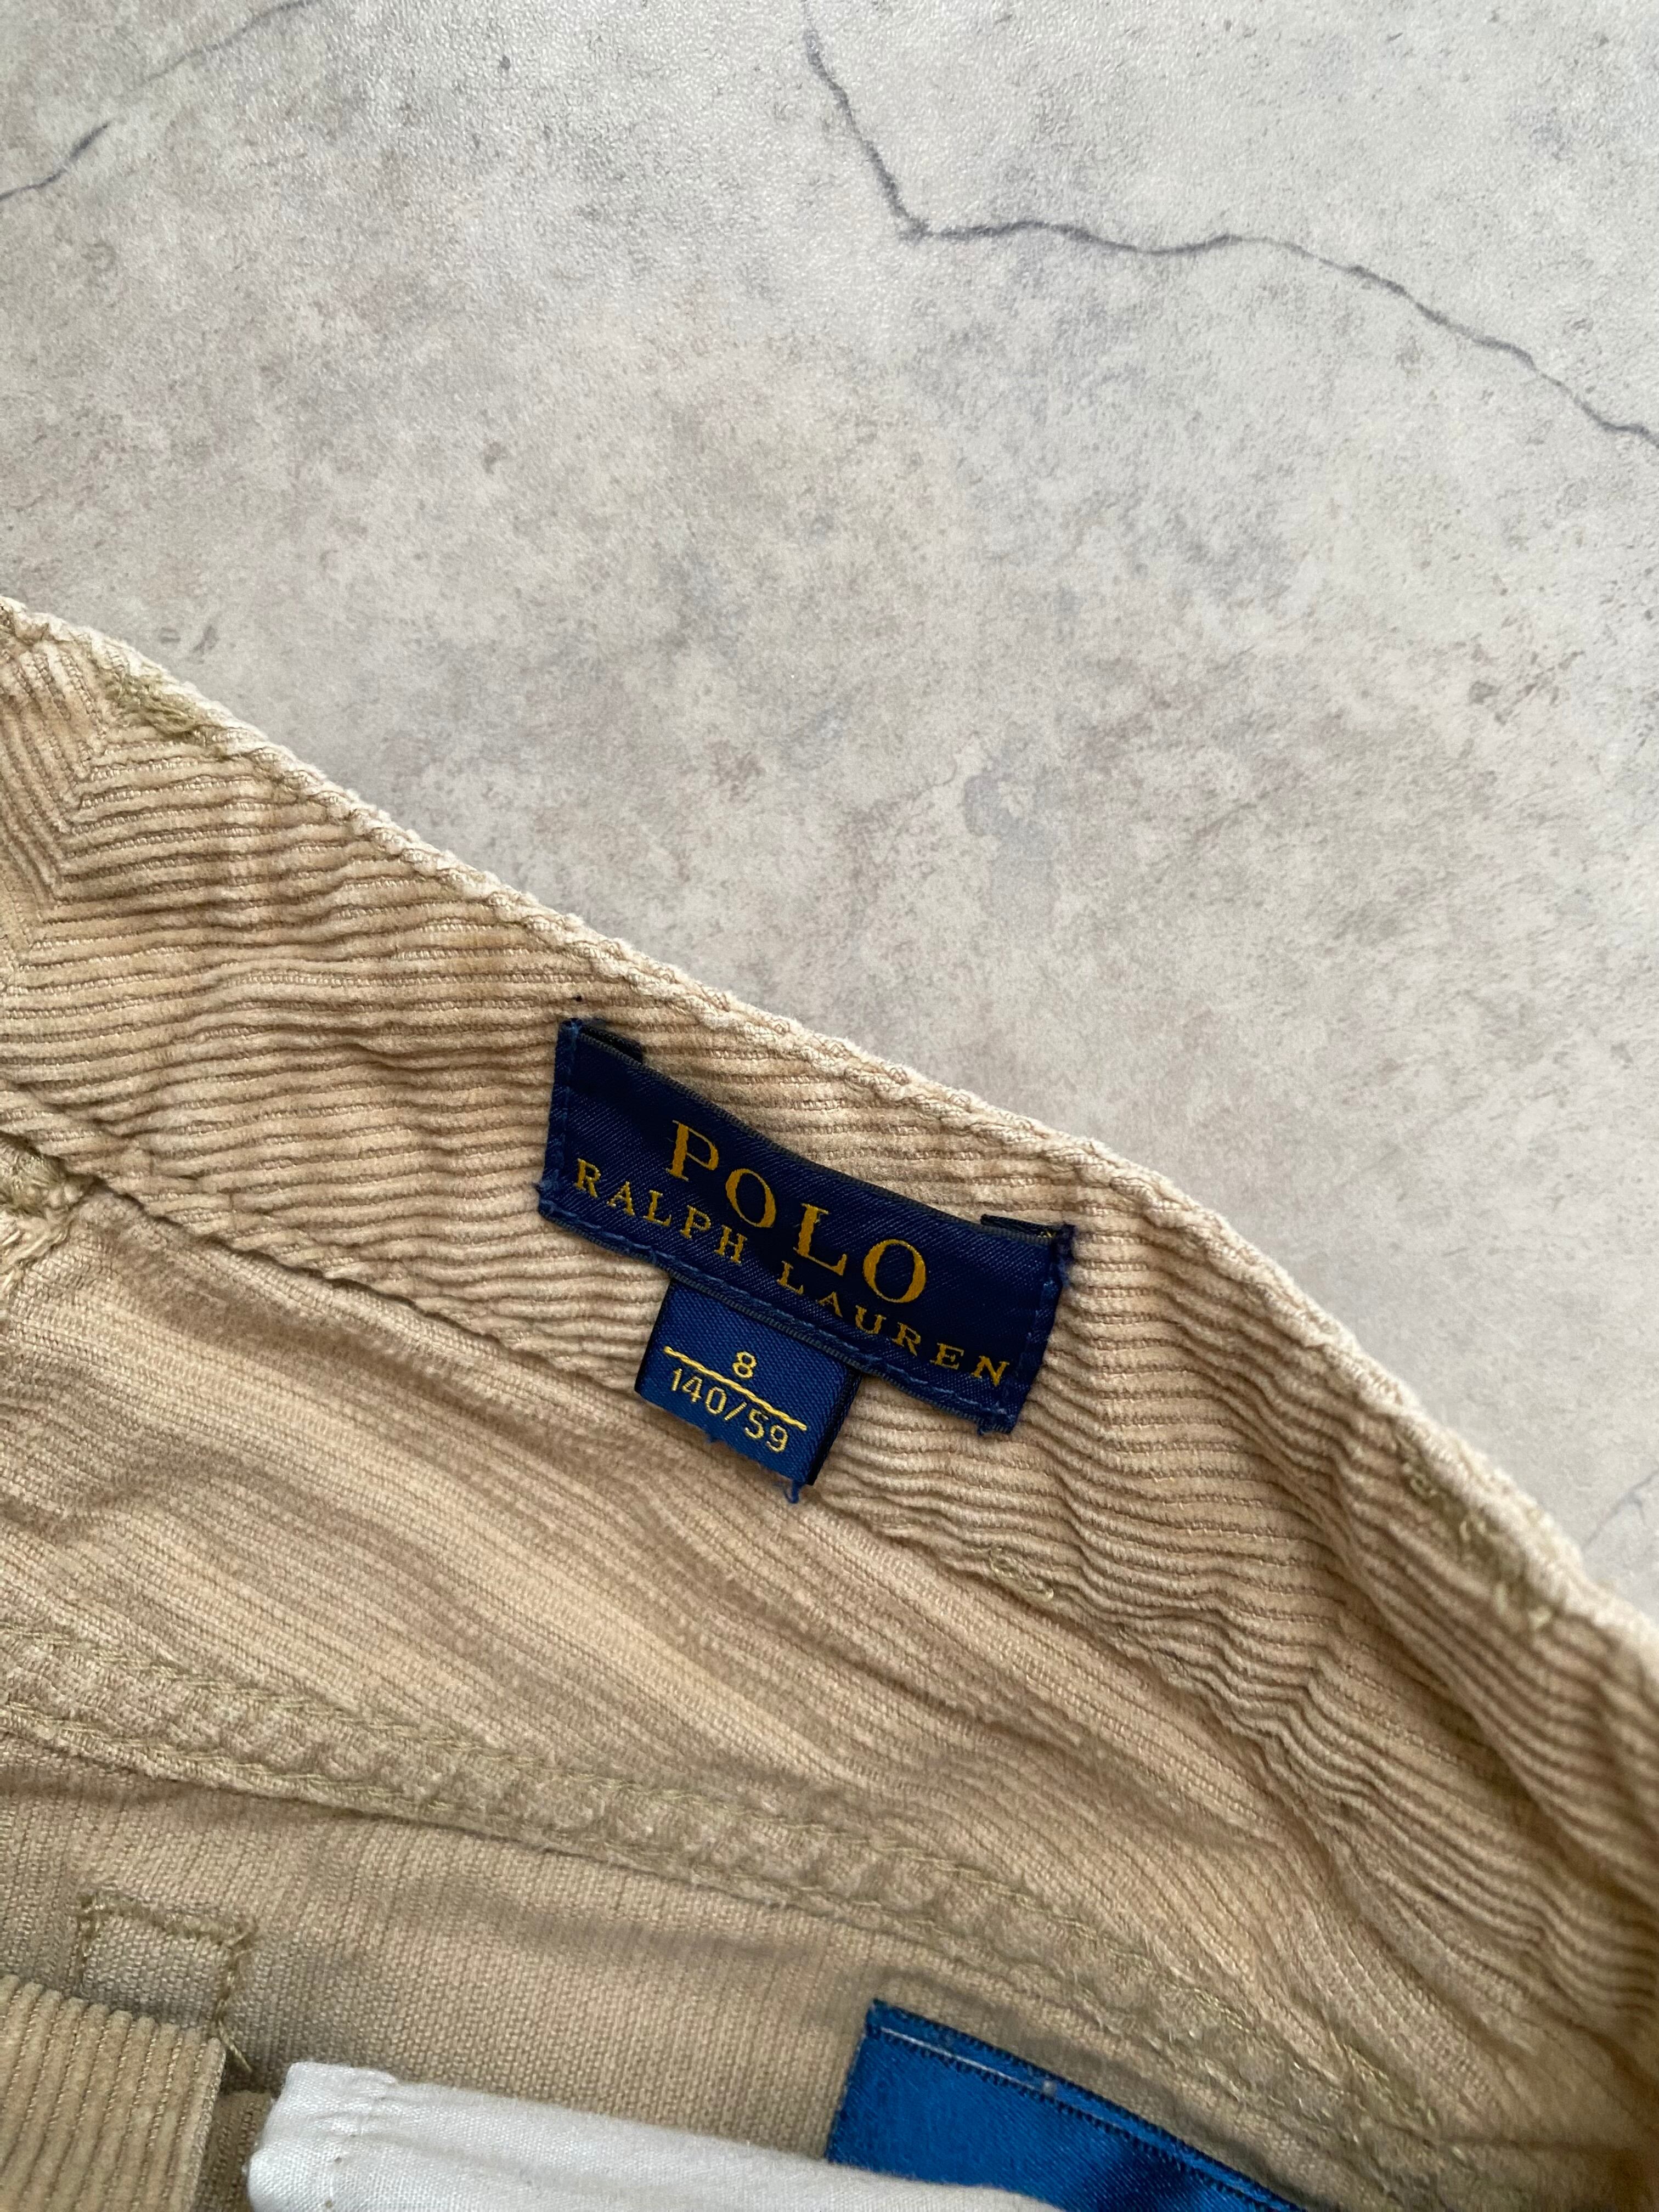 POLO
RALPH LAUREN
8
140/59